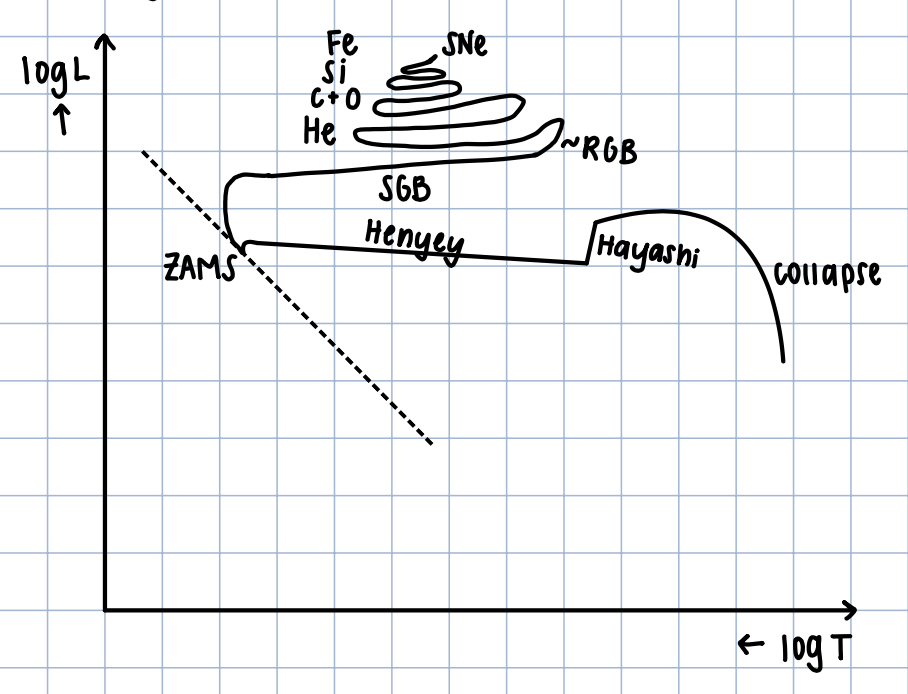 Fe
SNe
log L
↑
Si
C+O
He
~RGB
SGB
Henyey
Hayashi
ZAMS
collapse
← log T